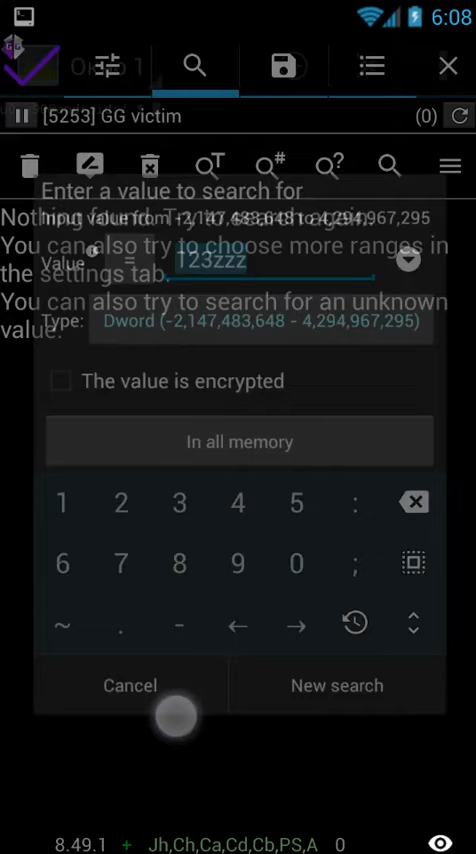 6:08
[5253] GG victim (0)
Enter a value to search for
Input value from -2,147,483,648 to 4,294,967,295
Nothing found. Try to search again.
You can also try to choose more ranges in
the settings tab.
Value = 123zzz
You can also try to search for an unknown
value.
Type: Dword (-2,147,483,648 - 4,294,967,295)
The value is encrypted
In all memory
1 2 3 4 5 :
6 7 8 9 0 ;
~ . - ← →
Cancel New search
8.49.1 + Jh,Ch,Ca,Cd,Cb,PS,A 0